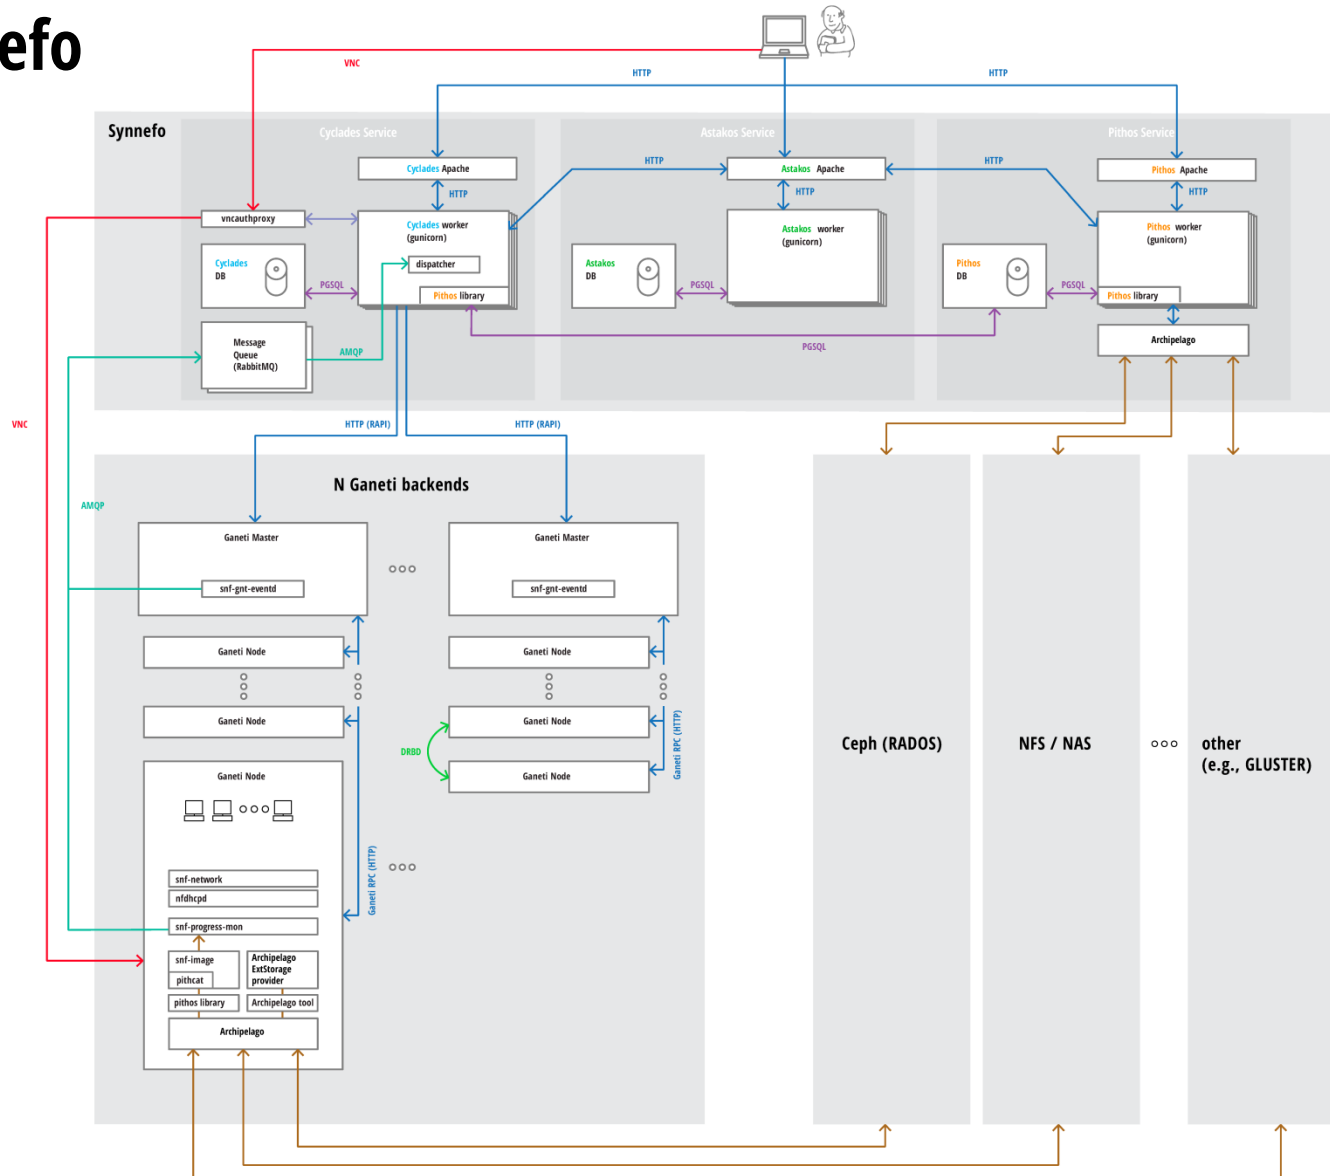 efo
VNC
HTTP
HTTP
Synnefo
Cyclades Service
Astakos Service
Pithos Service
Cyclades Apache
HTTP
Astakos Apache
HTTP
Pithos Apache
HTTP
HTTP
HTTP
vncauthproxy
Cyclades worker
(gunicorn)
Astakos worker
(gunicorn)
Pithos worker
(gunicorn)
Cyclades
DB
dispatcher
Astakos
DB
Pithos
DB
PGSQL
Pithos library
PGSQL
PGSQL
Pithos library
Message
Queue
(RabbitMQ)
AMQP
PGSQL
Archipelago
VNC
HTTP (RAPI)
HTTP (RAPI)
N Ganeti backends
AMQP
Ganeti Master
Ganeti Master
snf-gnt-eventd
snf-gnt-eventd
Ganeti Node
Ganeti Node
Ganeti Node
Ganeti Node
DRBD
Ganeti RPC (HTTP)
Ganeti Node
Ganeti Node
Ceph (RADOS)
NFS / NAS
other
(e.g., GLUSTER)
Ganeti RPC (HTTP)
snf-network
nfdhcpd
snf-progress-mon
snf-image
pithcat
Archipelago
ExtStorage
provider
pithos library
Archipelago tool
Archipelago